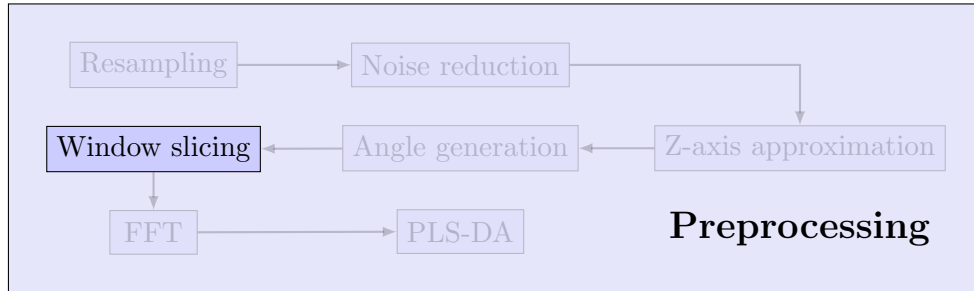 Resampling
Noise reduction
Z-axis approximation
Angle generation
Window slicing
FFT
PLS-DA
Preprocessing